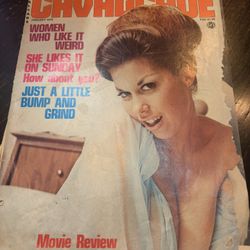 CAVALCADE
WOMEN
WHO LIKE IT
WEIRD
SHE LIKES IT
ON SUNDAY
How about you?
JUST A LITTLE
BUMP AND
GRIND
Movie Review